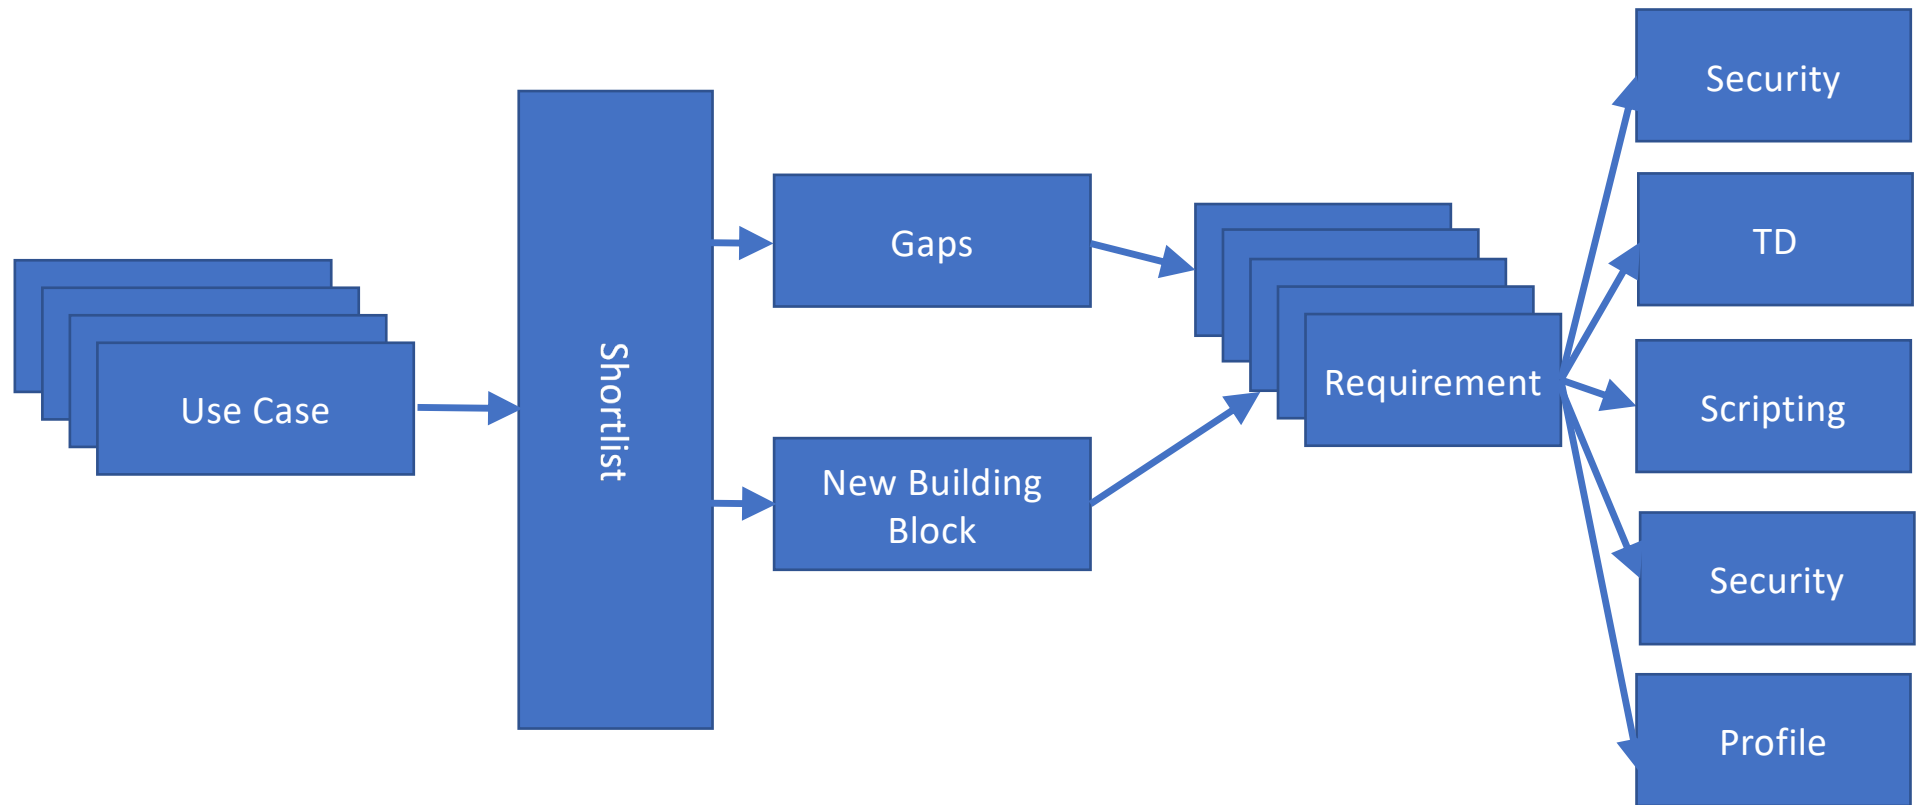 Use Case
Shortlist
Gaps
New Building
Block
Requirement
Security
TD
Scripting
Security
Profile